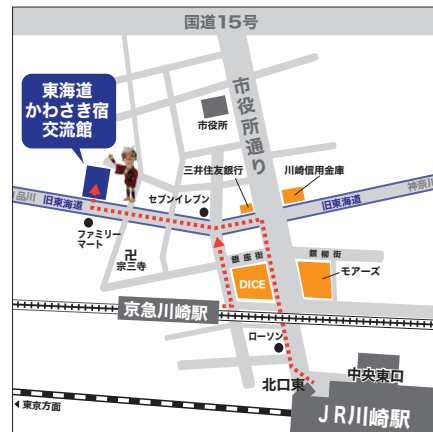 国道15号
東海道
かわさき宿
交流館
市役所
市役所通り
三井住友銀行
川崎信用金庫
神奈川
品川
旧東海道
セブンイレブン
旧東海道
ファミリー
マート
卍
宗三寺
銀座街
銀柳街
DICE
モアーズ
京急川崎駅
ローソン
北口東
中央東口
JR川崎駅
東京方面